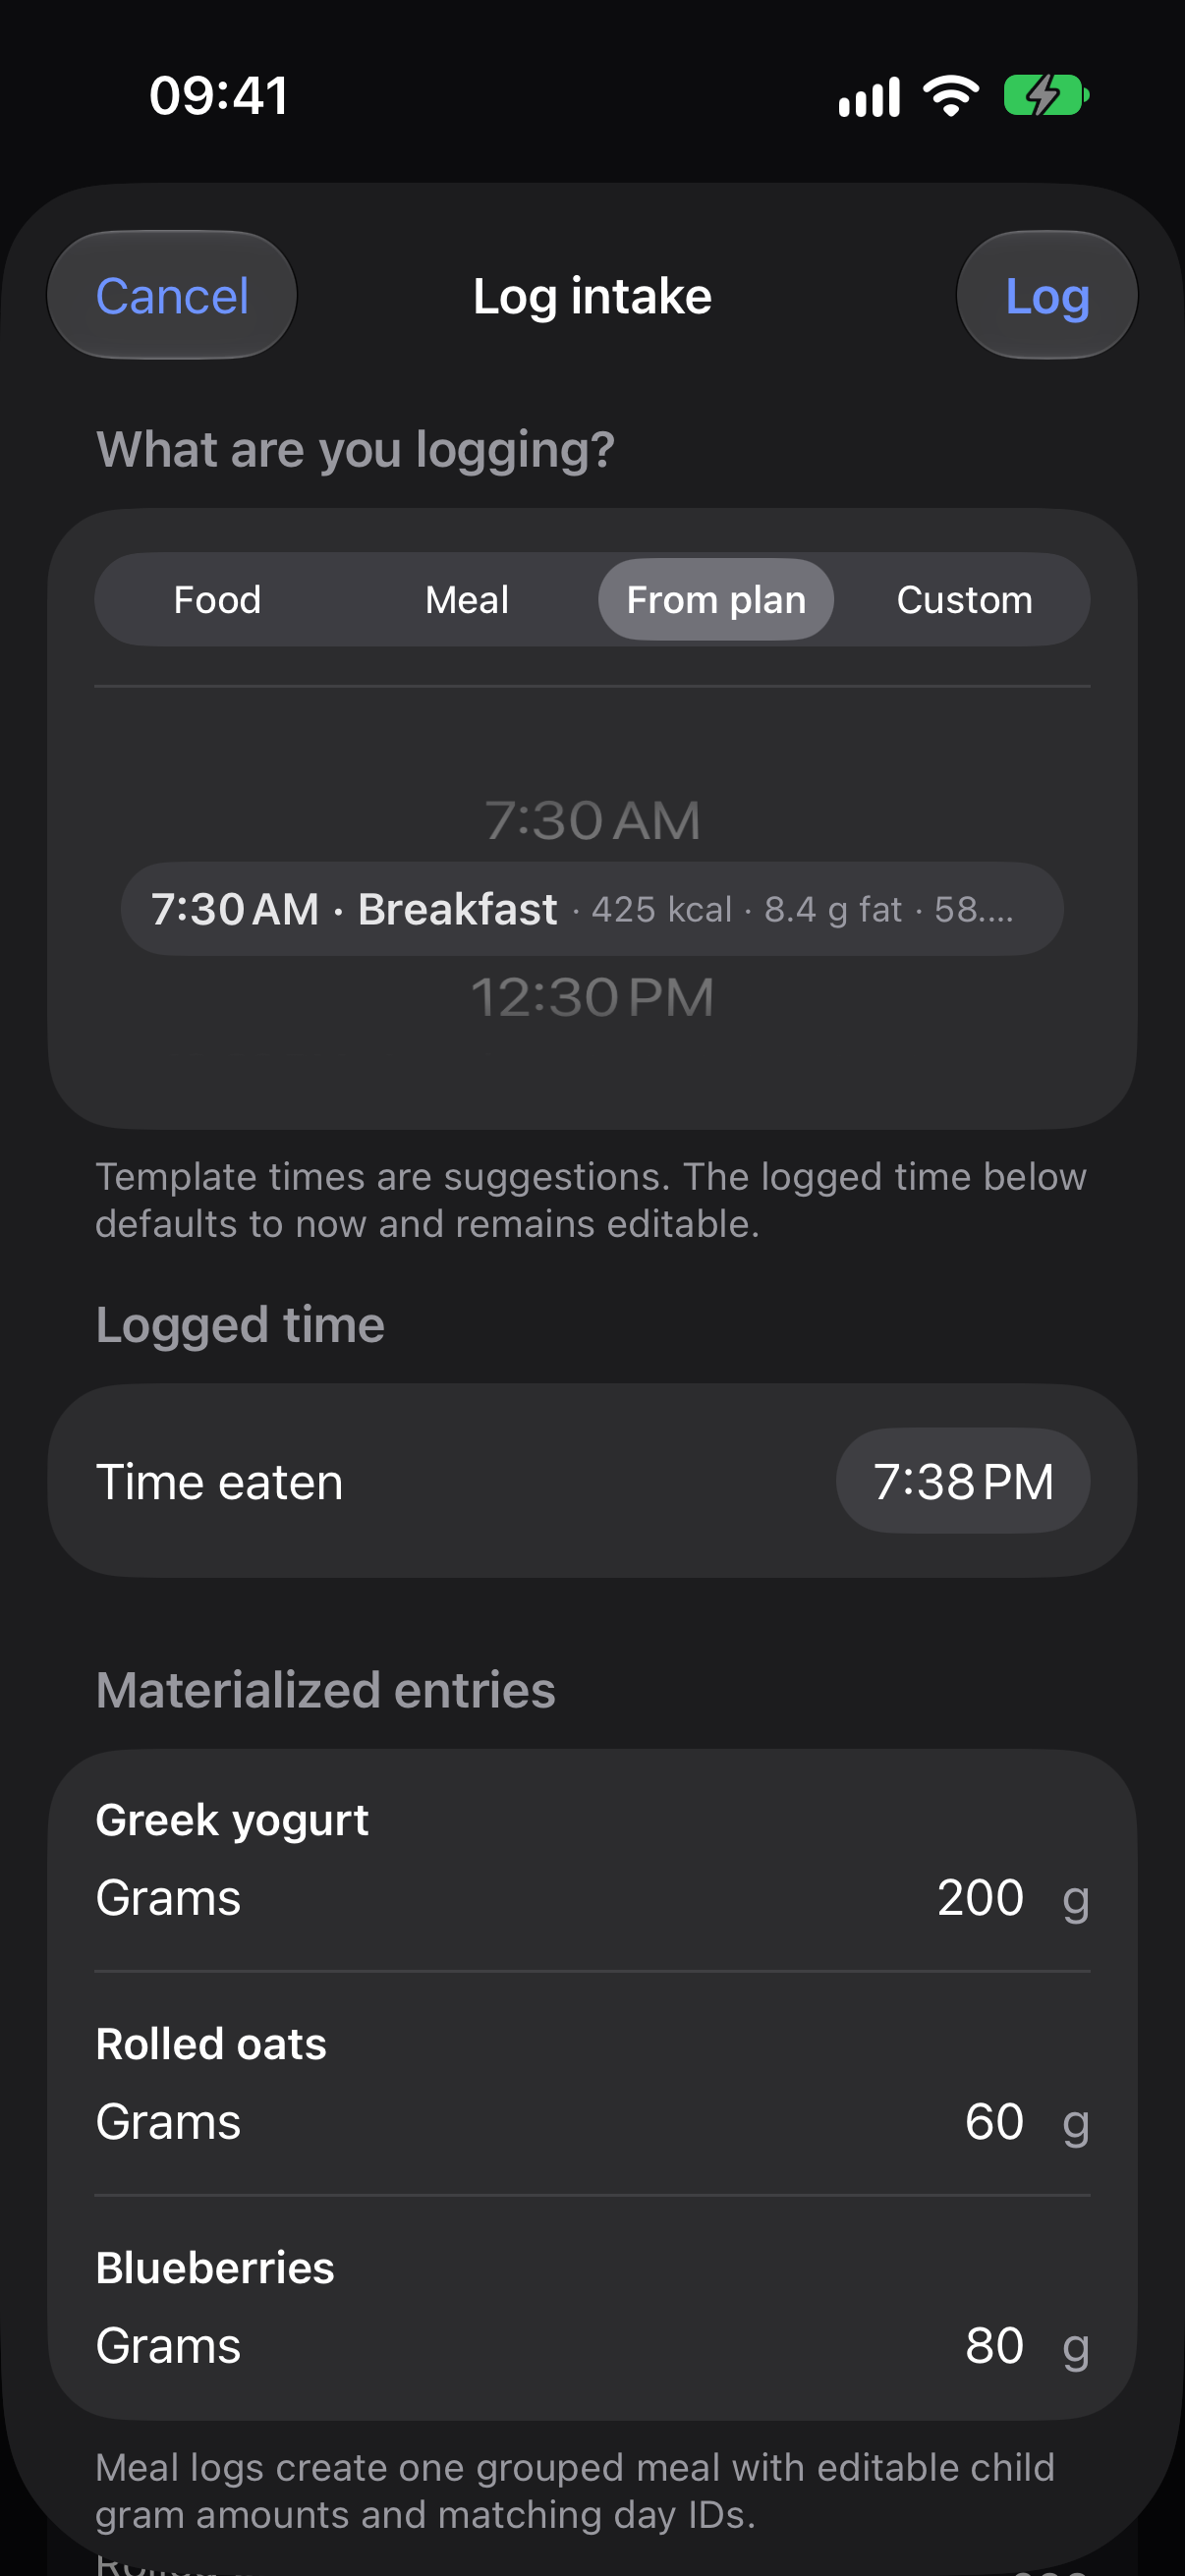 09:41
Cancel
Log intake
Log
What are you logging?
Food
Meal
From plan
Custom
7:30 AM
7:30 AM · Breakfast · 425 kcal · 8.4 g fat · 58....
12:30 PM
Template times are suggestions. The logged time below
defaults to now and remains editable.
Logged time
Time eaten
7:38 PM
Materialized entries
Greek yogurt
Grams
200 g
Rolled oats
Grams
60 g
Blueberries
Grams
80 g
Meal logs create one grouped meal with editable child
gram amounts and matching day IDs.